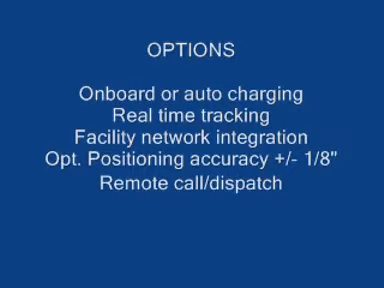 OPTIONS
Onboard or auto charging
Real time tracking
Facility network integration
Opt. Positioning accuracy +/- 1/8"
Remote call/dispatch